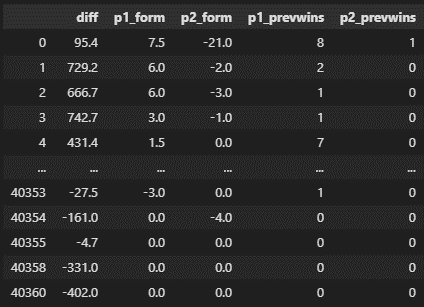 diff p1_form p2_form p1_prevwins p2_prevwins
0 95.4 7.5 -21.0 8 1
1 729.2 6.0 -2.0 2 0
2 666.7 6.0 -3.0 1 0
3 742.7 3.0 -1.0 1 0
4 431.4 1.5 0.0 7 0
... ... ... ... ... ...
40353 -27.5 -3.0 0.0 1 0
40354 -161.0 0.0 -4.0 0 0
40355 -4.7 0.0 0.0 0 0
40358 -331.0 0.0 0.0 0 0
40360 -402.0 0.0 0.0 0 0